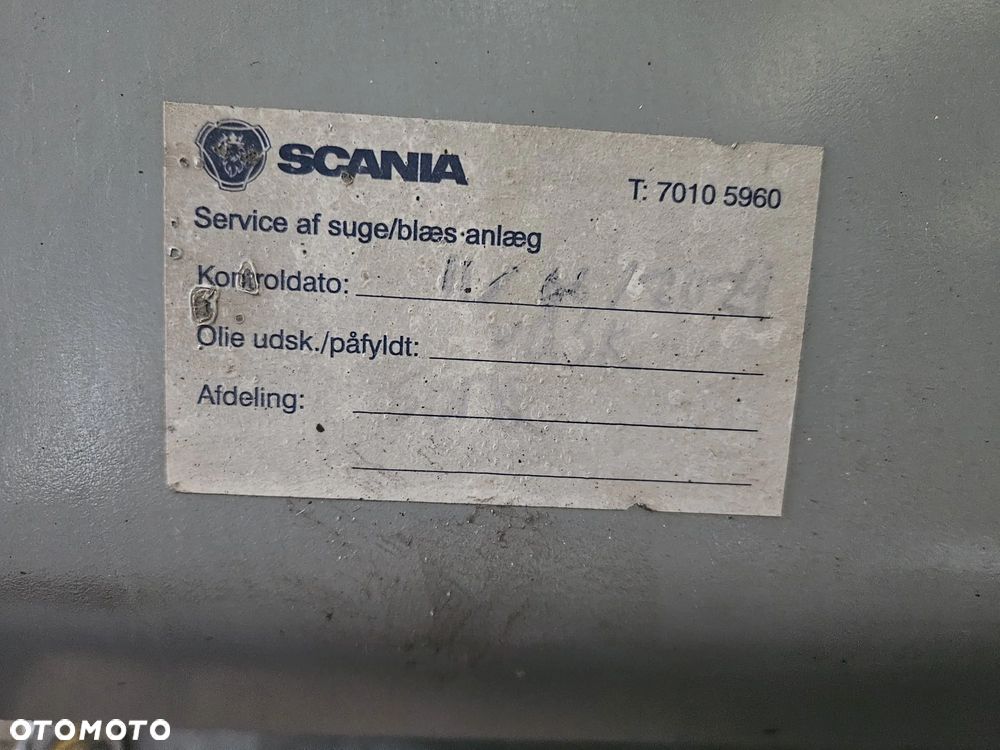 SCANIA
T: 7010 5960
Service af suge/blæs anlæg
Kontroldato:
Olie udsk./påfyldt:
Afdeling:
OTOMOTO